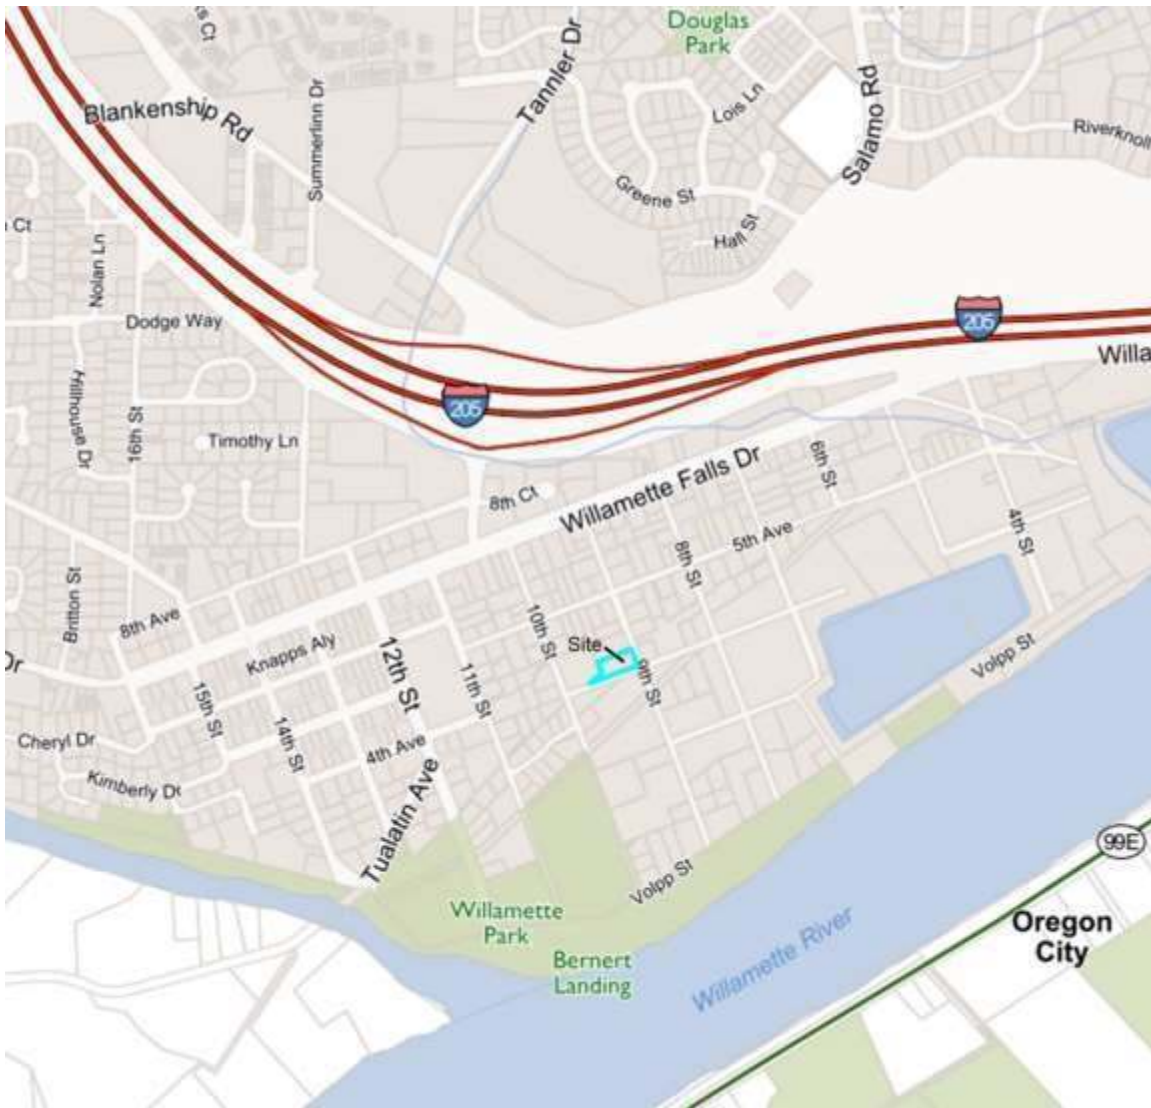 Douglas
Park
Tannler Dr
Blankenship Rd
Summerlinn Dr
Lois Ln
Salamo Rd
Riverknoll
Greene St
Hall St
Ct
Nolan Ln
Dodge Way
205
Willa
205
Millhouse Dr
16th St
Timothy Ln
8th Ct
Willamette Falls Dr
6th St
4th St
5th Ave
8th St
Britton St
8th Ave
10th St
Site
Knapps Aly
12th St
9th St
Volpp St
Dr
11th St
15th St
14th St
Cheryl Dr
4th Ave
Kimberly Dr
Tualatin Ave
99E
Volpp St
Willamette
Park
Oregon
City
Willamette River
Bernert
Landing